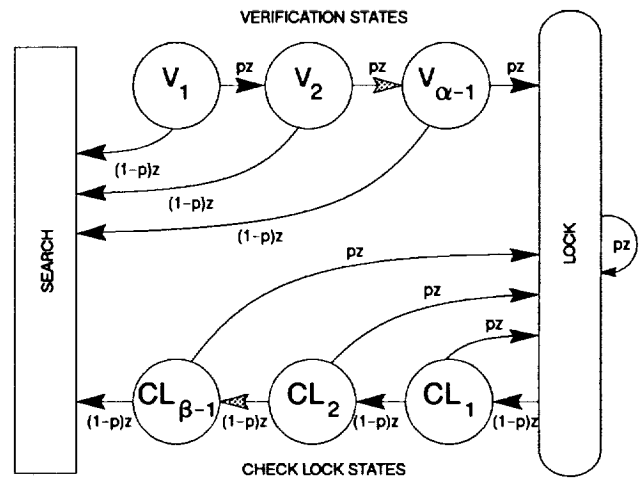 VERIFICATION STATES
V1
pz
V2
pz
Vα-1
pz
(1-p)z
(1-p)z
(1-p)z
SEARCH
LOCK
pz
pz
pz
pz
CLβ-1
CL2
CL1
(1-p)z
(1-p)z
(1-p)z
(1-p)z
CHECK LOCK STATES